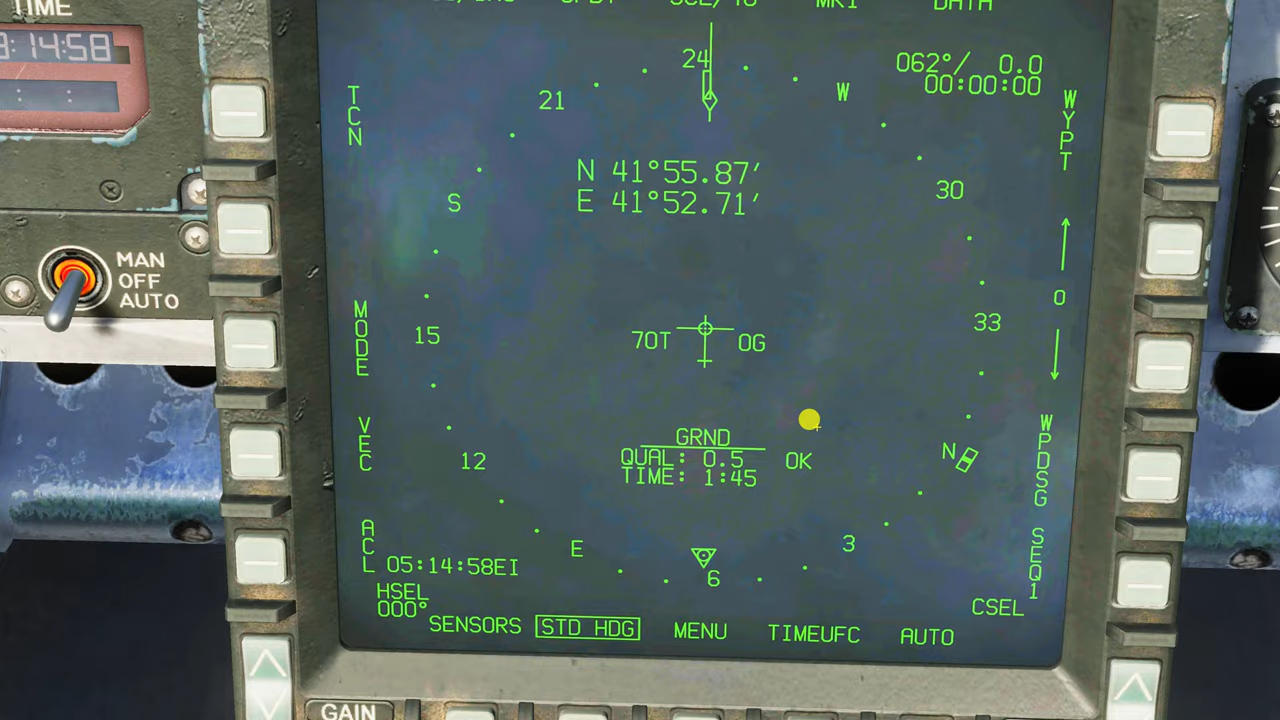 TIME
:14:58
MAN
OFF
AUTO
MK1
DATA
24
062°/ 0.0
00:00:00
21
W
TCN
WYPT
N 41°55.87′
E 41°52.71′
S
30
0
MODE
15
70T
0G
33
VEC
GRND
QUAL: 0.5 OK
TIME: 1:45
12
N
WPDSG
ACL
05:14:58EI
E
3
6
SEQ1
HSEL
000°
CSEL
SENSORS
STD HDG
MENU
TIMEUFC
AUTO
GAIN